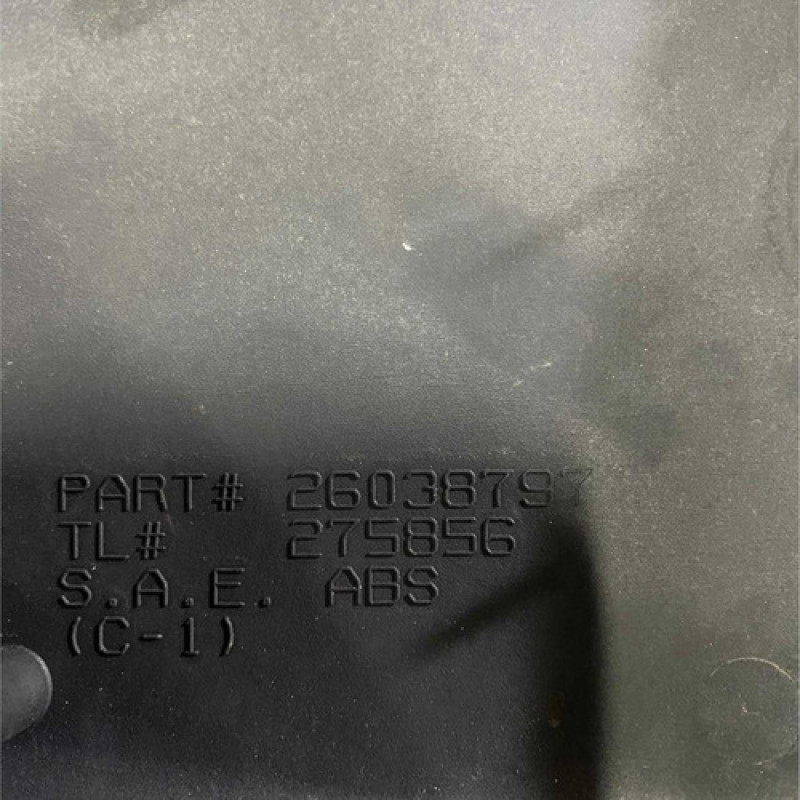 PART# 26038797
TL# 275856
S.A.E. ABS
(C-1)